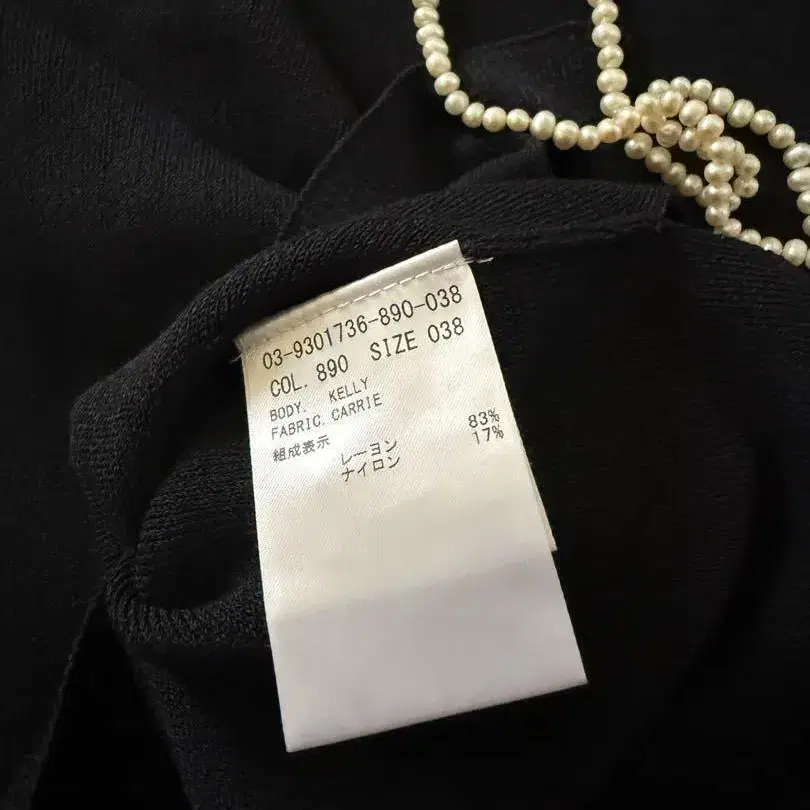 03-9301736-890-038
COL. 890 SIZE 038
BODY. KELLY
FABRIC. CARRIE
組成表示
レーヨン 83%
ナイロン 17%